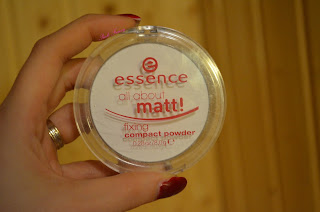 essence
all about
matt!
fixing
compact powder